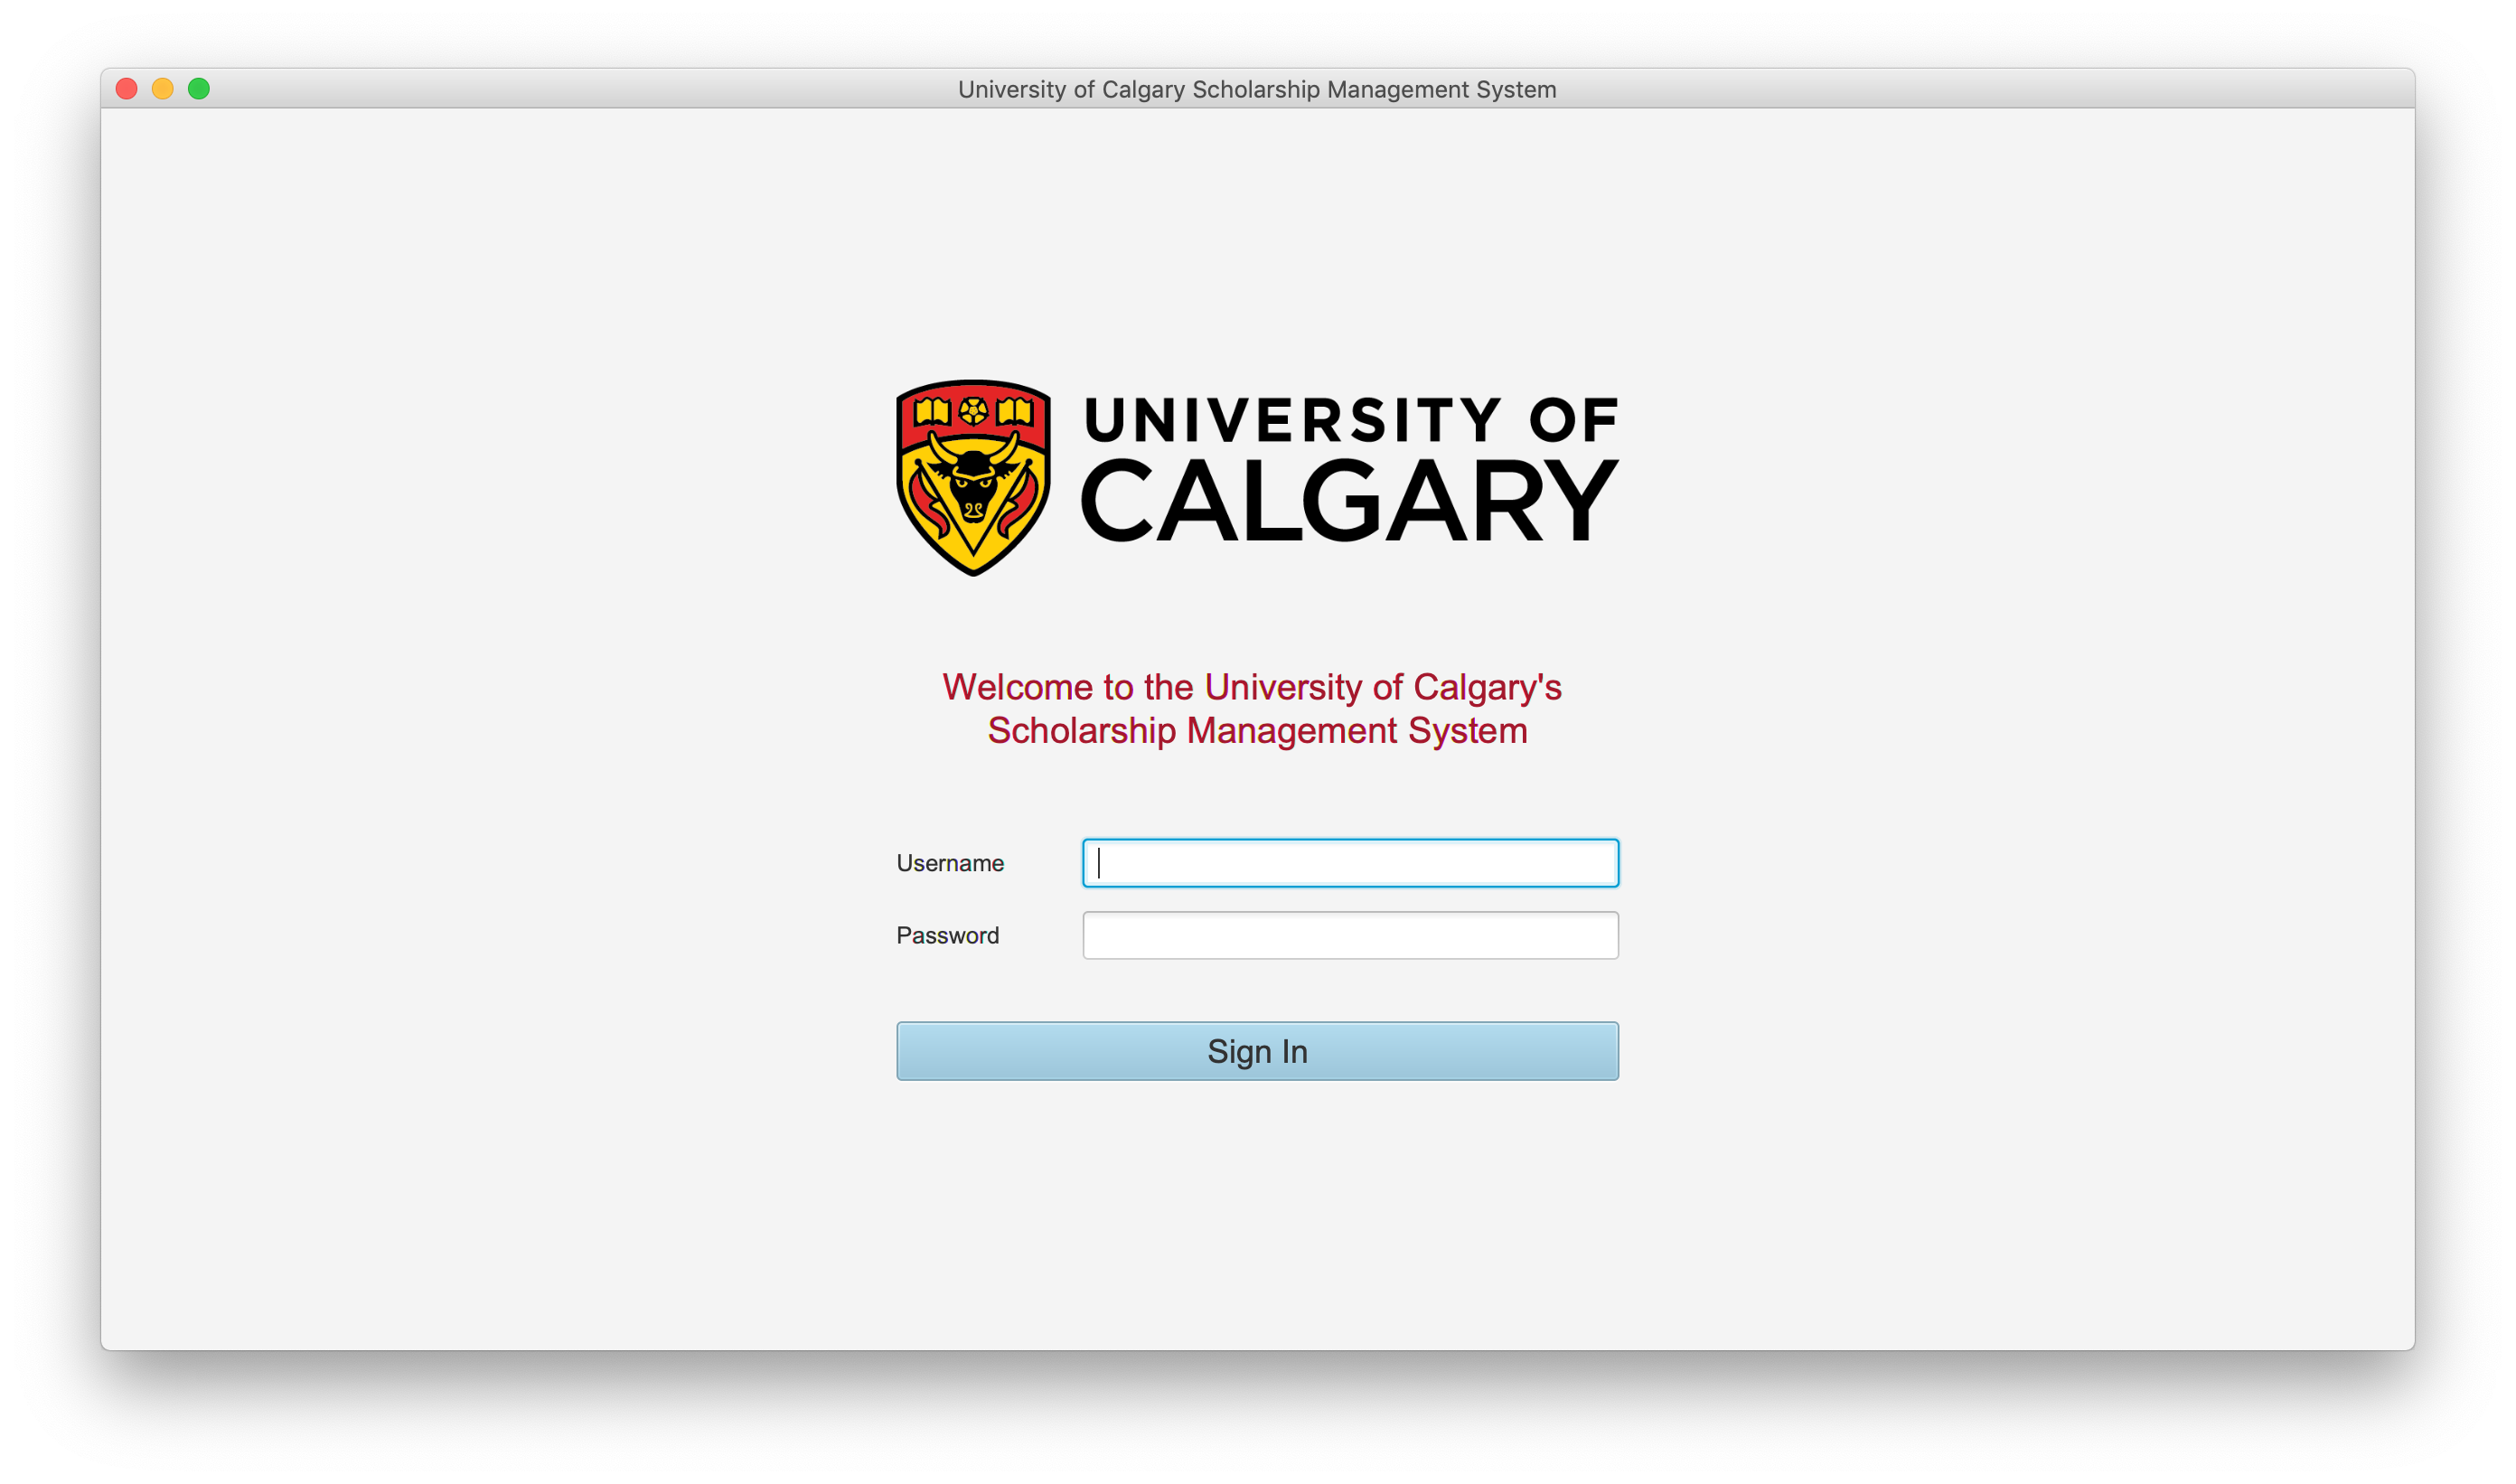 University of Calgary Scholarship Management System
UNIVERSITY OF
CALGARY
Welcome to the University of Calgary's
Scholarship Management System
Username
Password
Sign In